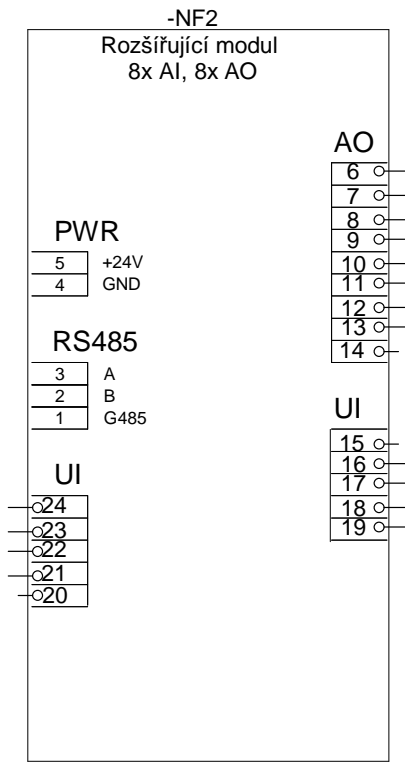 -NF2
Rozšířující modul
8x AI, 8x AO
AO
6
7
8
9
10
11
12
13
14
PWR
5 +24V
4 GND
RS485
3 A
2 B
1 G485
UI
15
16
17
18
19
UI
24
23
22
21
20